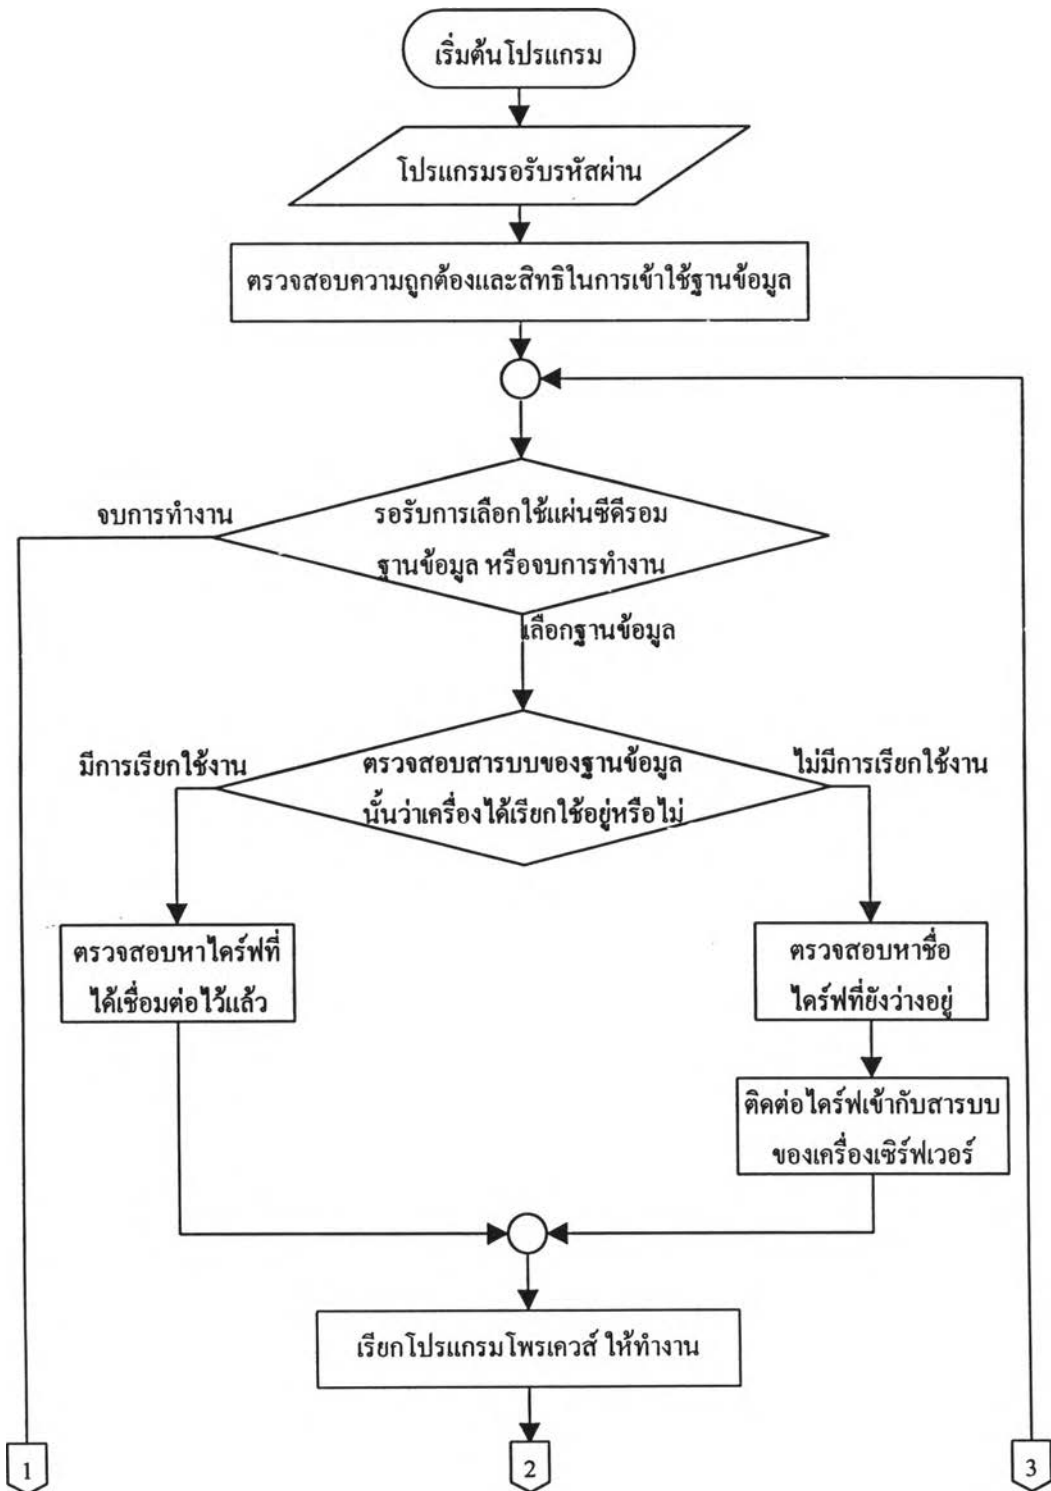 เริ่มต้นโปรแกรม
โปรแกรมรอรับรหัสผ่าน
ตรวจสอบความถูกต้องและสิทธิในการเข้าใช้ฐานข้อมูล
จบการทำงาน
รอรับการเลือกใช้แผ่นซีดีรอม
ฐานข้อมูล หรือจบการทำงาน
เลือกฐานข้อมูล
มีการเรียกใช้งาน
ตรวจสอบสารบบของฐานข้อมูล
นั้นว่าเครื่องได้เรียกใช้อยู่หรือไม่
ไม่มีการเรียกใช้งาน
ตรวจสอบหาไดร์ฟที่
ได้เชื่อมต่อไว้แล้ว
ตรวจสอบหาชื่อ
ไดร์ฟที่ยังว่างอยู่
ติดต่อไดร์ฟเข้ากับสารบบ
ของเครื่องเซิร์ฟเวอร์
เรียกโปรแกรมโพรเควส์ ให้ทำงาน
1
2
3